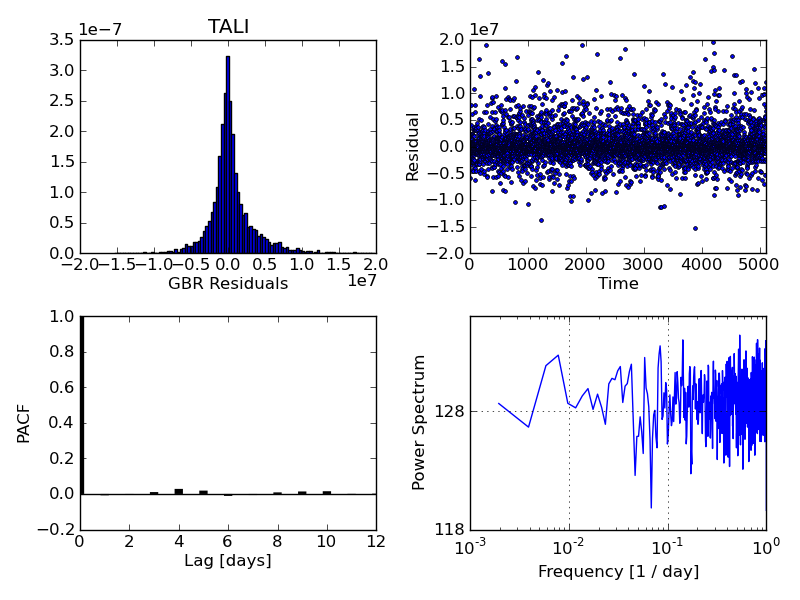 TALI
1e−7
3.5
3.0
2.5
2.0
1.5
1.0
0.5
0.0
−2.0 −1.5 −1.0 −0.5 0.0 0.5 1.0 1.5 2.0
GBR Residuals
1e7
1e7
2.0
1.5
1.0
0.5
0.0
−0.5
−1.0
−1.5
−2.0
Residual
0 1000 2000 3000 4000 5000
Time
1.0
0.8
0.6
0.4
0.2
0.0
−0.2
PACF
0 2 4 6 8 10 12
Lag [days]
128
118
Power Spectrum
10^-3 10^-2 10^-1 10^0
Frequency [1 / day]